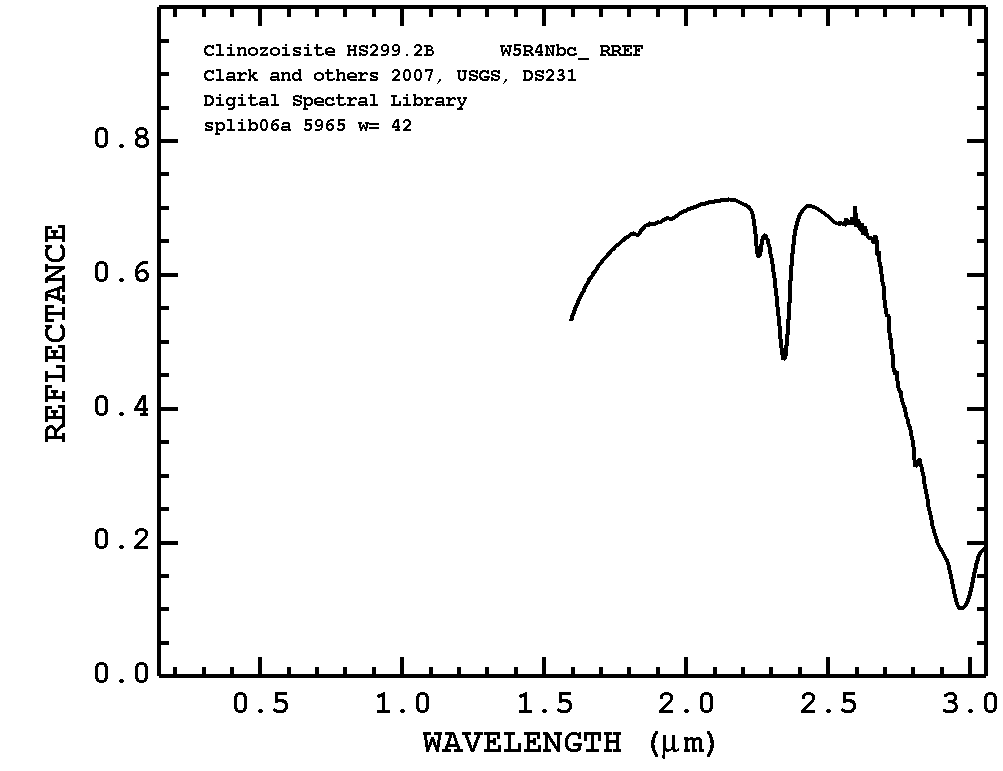 Clinozoisite HS299.2B W5R4Nbc_ RREF
Clark and others 2007, USGS, DS231
Digital Spectral Library
splib06a 5965 w= 42
REFLECTANCE
0.8
0.6
0.4
0.2
0.0
0.5 1.0 1.5 2.0 2.5 3.0
WAVELENGTH (μm)